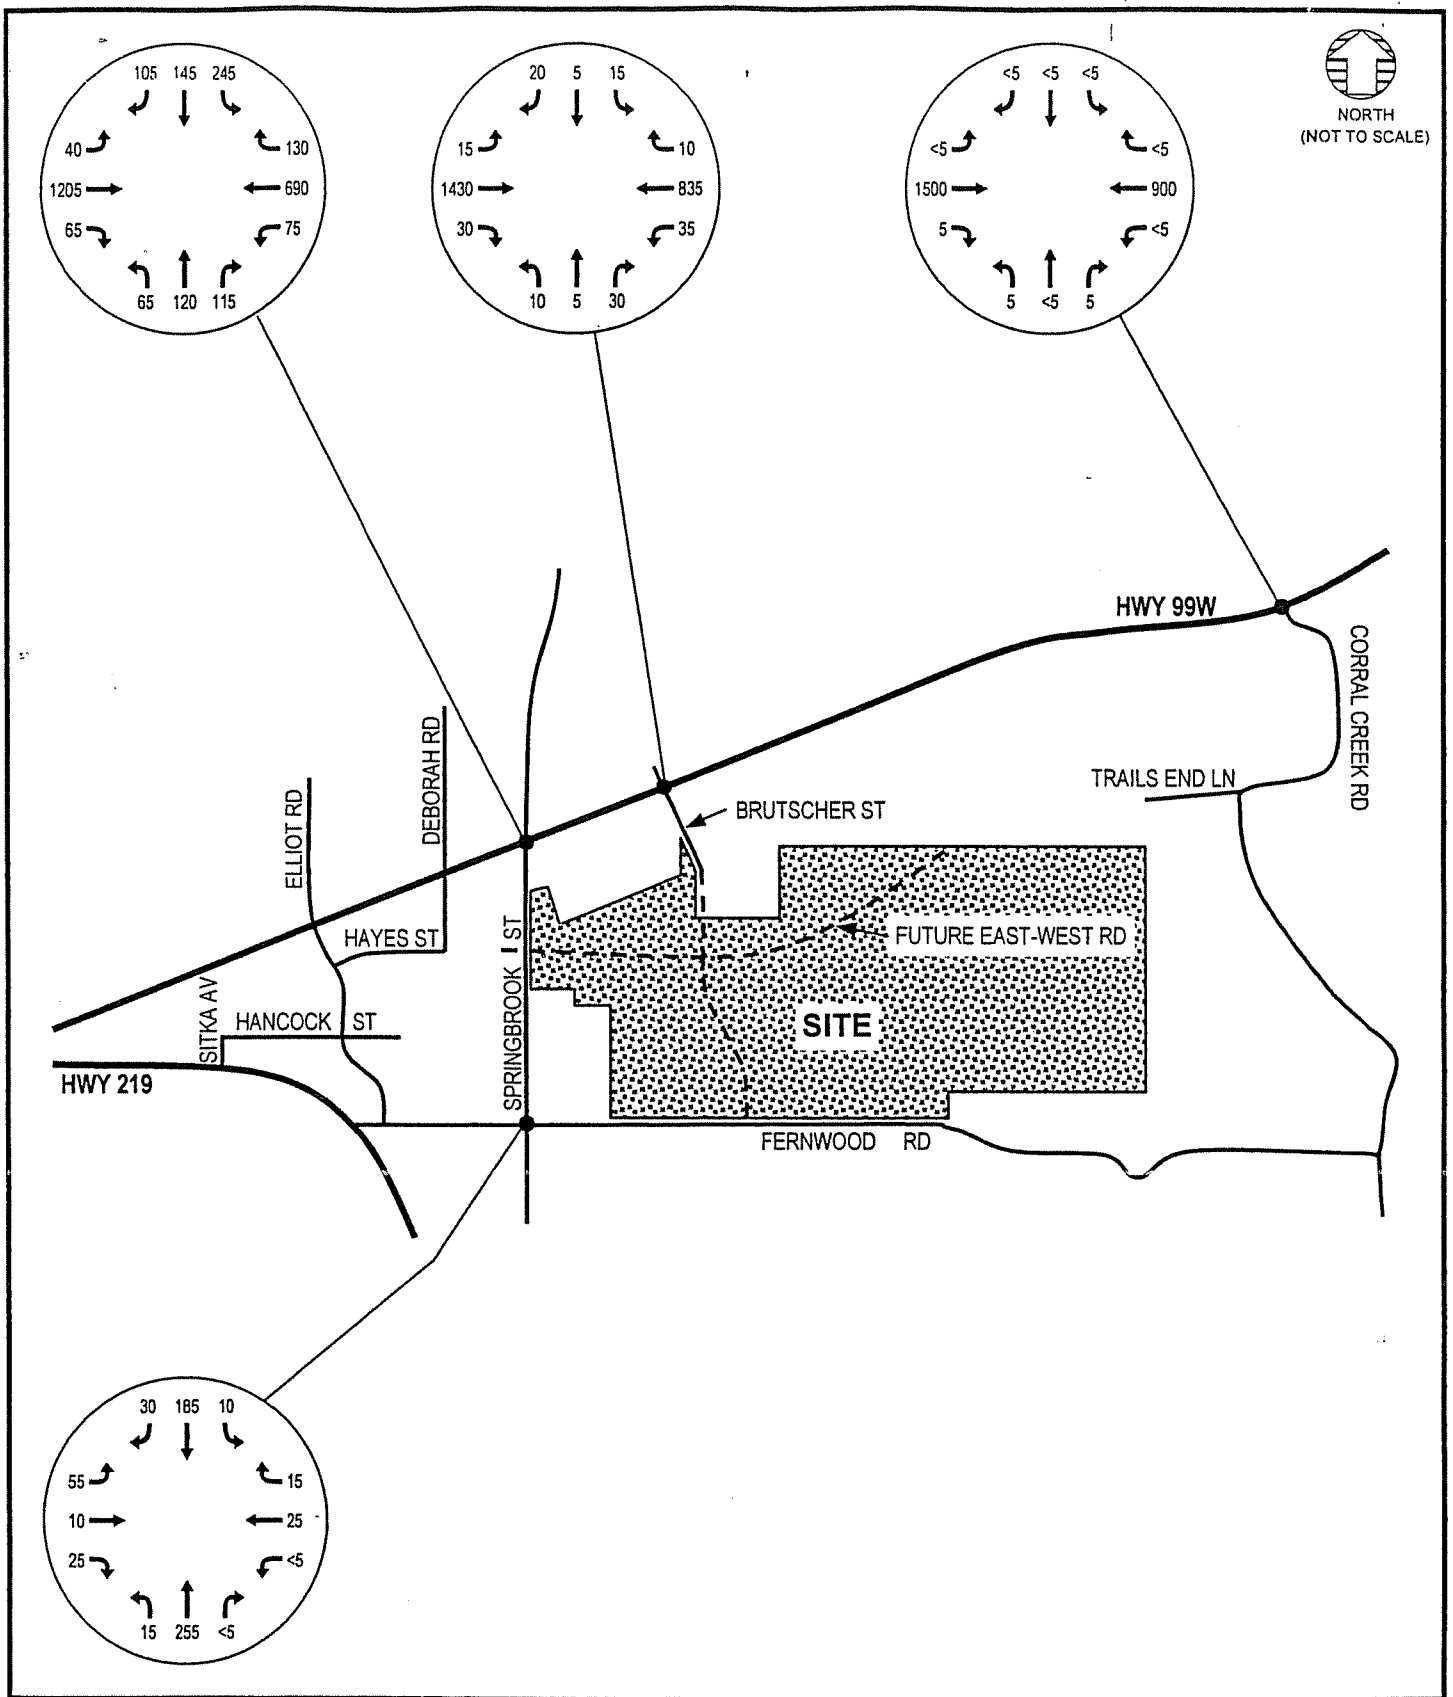 105 145 245
40
130
1205
690
65
75
65 120 115
20 5 15
15
10
1430
835
30
35
10 5 30
<5 <5 <5
<5
<5
1500
900
5
<5
5 <5 5
NORTH
(NOT TO SCALE)
HWY 99W
CORRAL CREEK RD
TRAILS END LN
BRUTSCHER ST
DEBORAH RD
ELLIOT RD
HAYES ST
SPRINGBROOK ST
FUTURE EAST-WEST RD
SITKA AV
HANCOCK ST
SITE
HWY 219
FERNWOOD RD
30 185 10
55
15
10
25
25
<5
15 255 <5